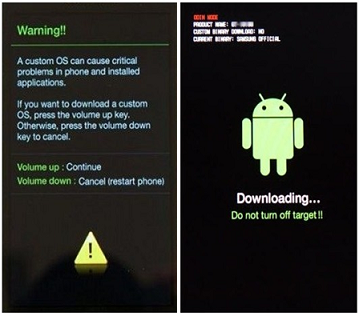 Warning!!
A custom OS can cause critical
problems in phone and installed
applications.
If you want to download a custom
OS, press the volume up key.
Otherwise, press the volume down
key to cancel.
Volume up : Continue
Volume down : Cancel (restart phone)
ODIN MODE
PRODUCT NAME:
CUSTOM BINARY DOWNLOAD: NO
CURRENT BINARY: SAMSUNG OFFICIAL
Downloading...
Do not turn off target!!